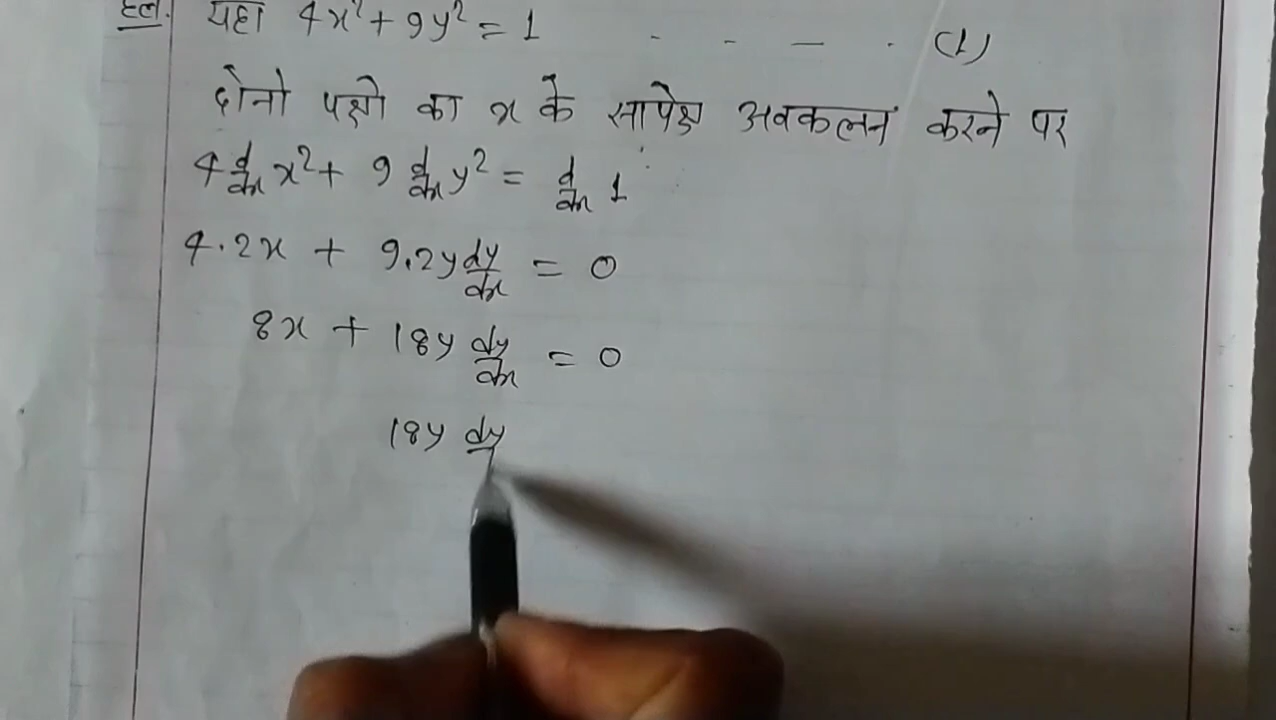 हल. यहा 4x² + 9y² = 1 - - - . (1)
दोनो पक्षो का x के सापेक्ष अवकलन करने पर
4 d/dx x² + 9 d/dx y² = d/dx 1
4.2x + 9.2y dy/dx = 0
8x + 18y dy/dx = 0
18y dy